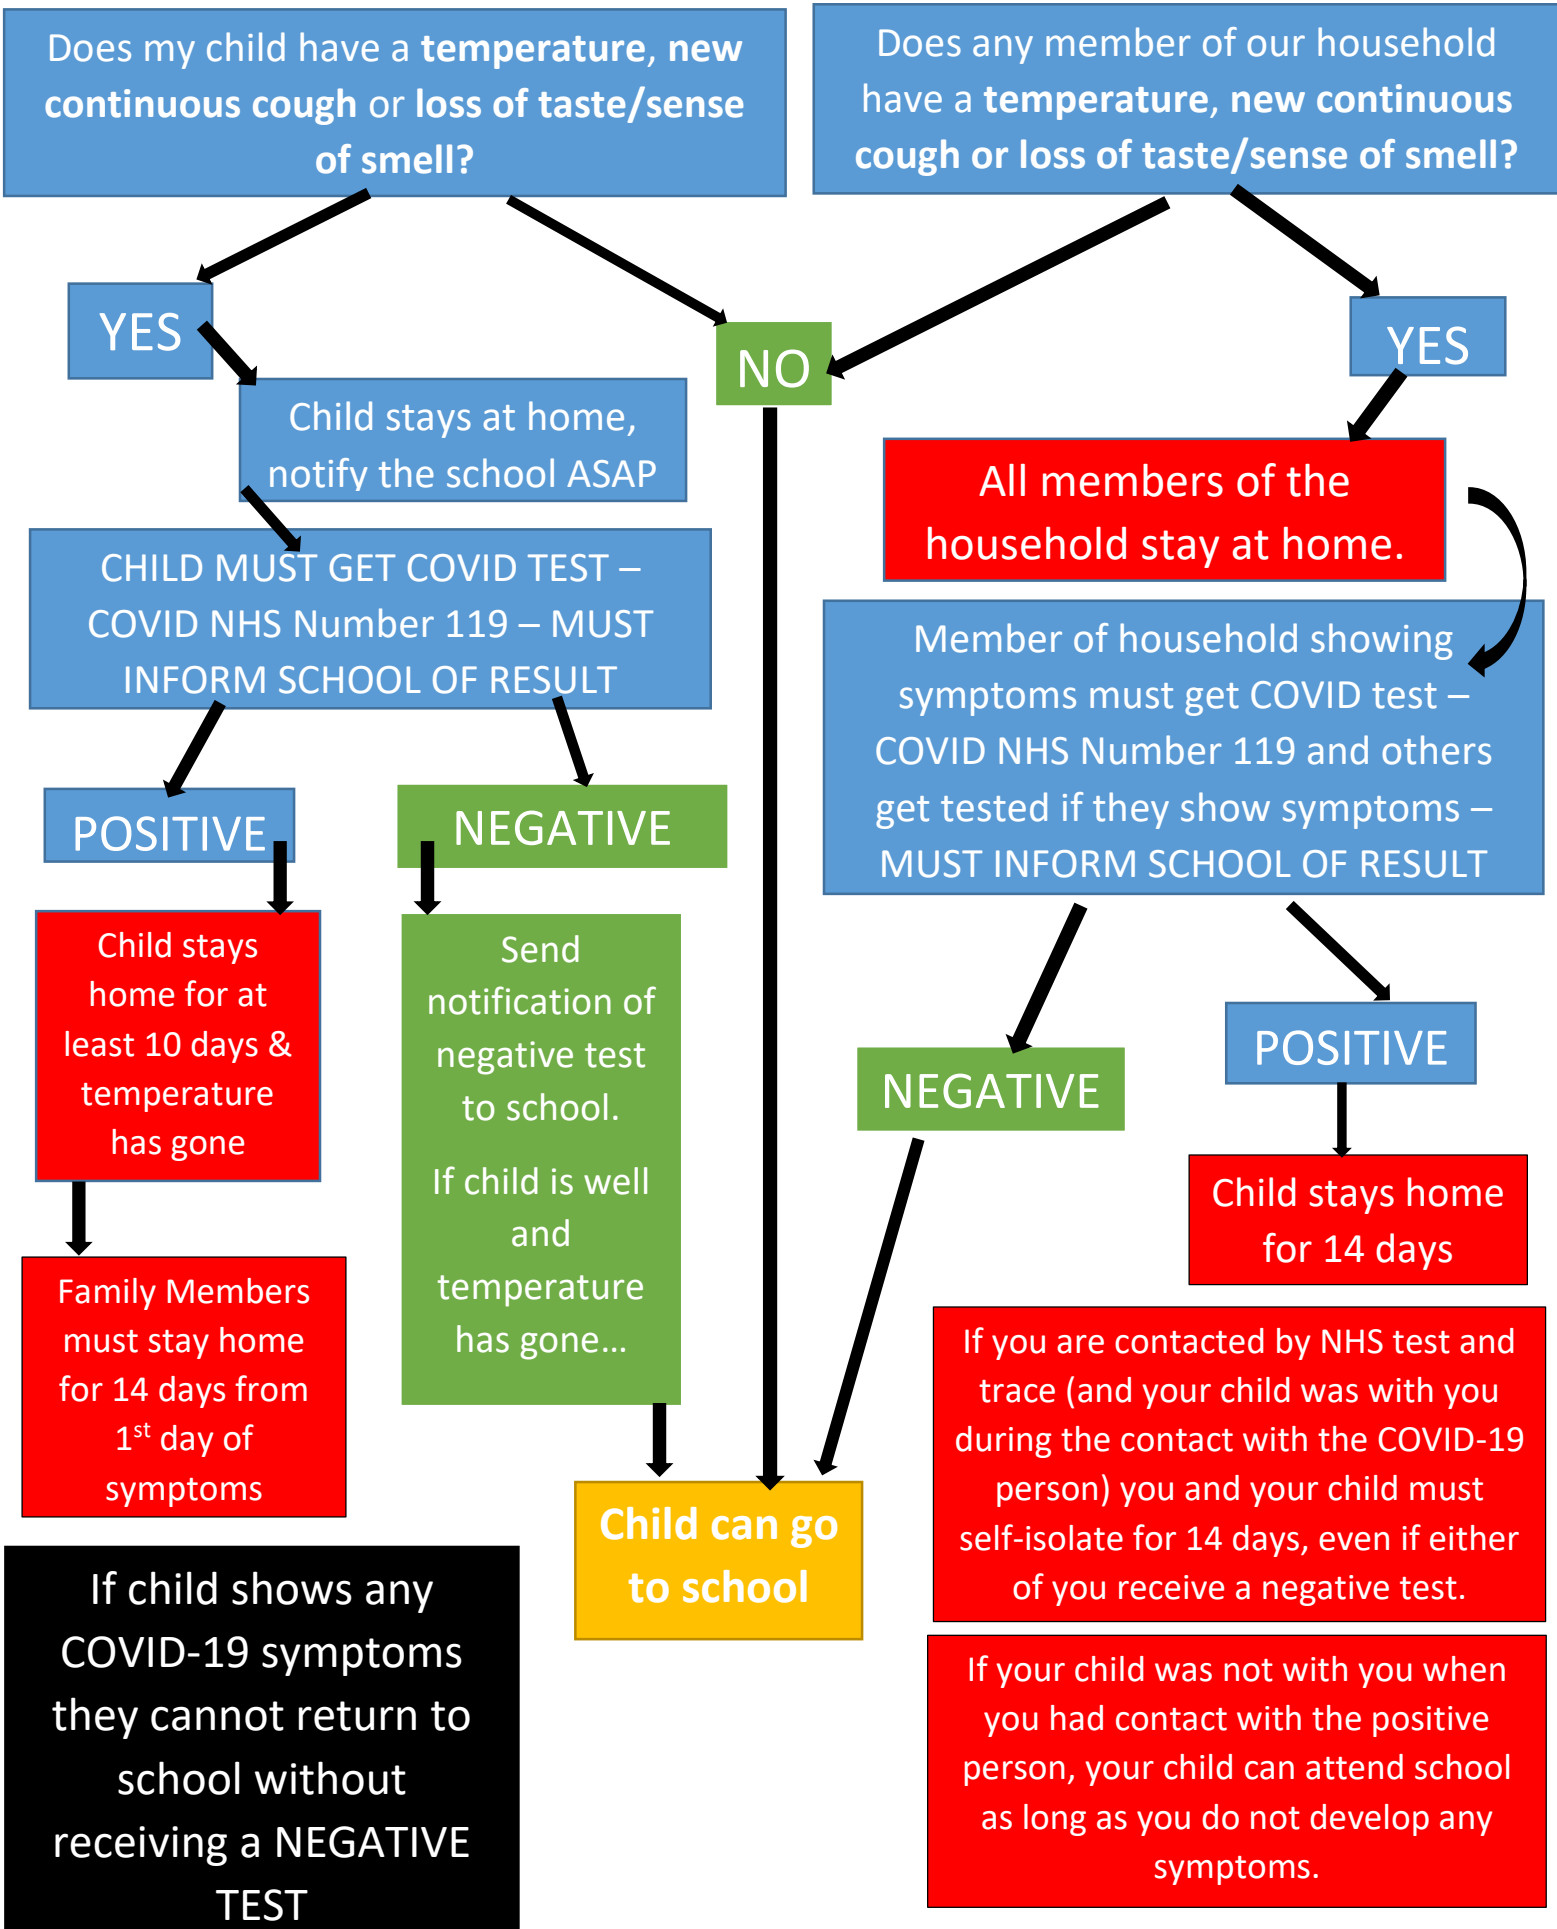 Does my child have a temperature, new
continuous cough or loss of taste/sense
of smell?
Does any member of our household
have a temperature, new continuous
cough or loss of taste/sense of smell?
YES
NO
YES
Child stays at home,
notify the school ASAP
All members of the
household stay at home.
CHILD MUST GET COVID TEST –
COVID NHS Number 119 – MUST
INFORM SCHOOL OF RESULT
Member of household showing
symptoms must get COVID test –
COVID NHS Number 119 and others
get tested if they show symptoms –
MUST INFORM SCHOOL OF RESULT
POSITIVE
NEGATIVE
Child stays
home for at
least 10 days &
temperature
has gone
Send
notification of
negative test
to school.
If child is well
and
temperature
has gone…
NEGATIVE
POSITIVE
Child stays home
for 14 days
Family Members
must stay home
for 14 days from
1st day of
symptoms
If you are contacted by NHS test and
trace (and your child was with you
during the contact with the COVID-19
person) you and your child must
self-isolate for 14 days, even if either
of you receive a negative test.
Child can go
to school
If child shows any
COVID-19 symptoms
they cannot return to
school without
receiving a NEGATIVE
TEST
If your child was not with you when
you had contact with the positive
person, your child can attend school
as long as you do not develop any
symptoms.